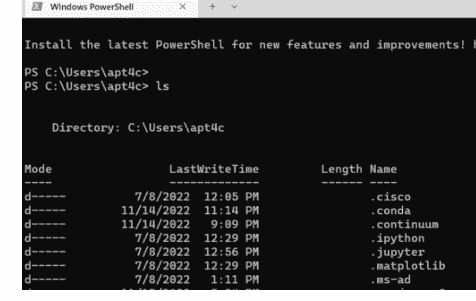 Windows PowerShell
Install the latest PowerShell for new features and improvements!
PS C:\Users\apt4c>
PS C:\Users\apt4c> ls
Directory: C:\Users\apt4c
Mode LastWriteTime Length Name
---- ------------- ------ ----
d----- 7/8/2022 12:05 PM .cisco
d----- 11/14/2022 11:14 PM .conda
d----- 11/14/2022 9:09 PM .continuum
d----- 7/8/2022 12:29 PM .ipython
d----- 7/8/2022 12:56 PM .jupyter
d----- 7/8/2022 12:29 PM .matplotlib
d----- 7/8/2022 1:11 PM .ms-ad